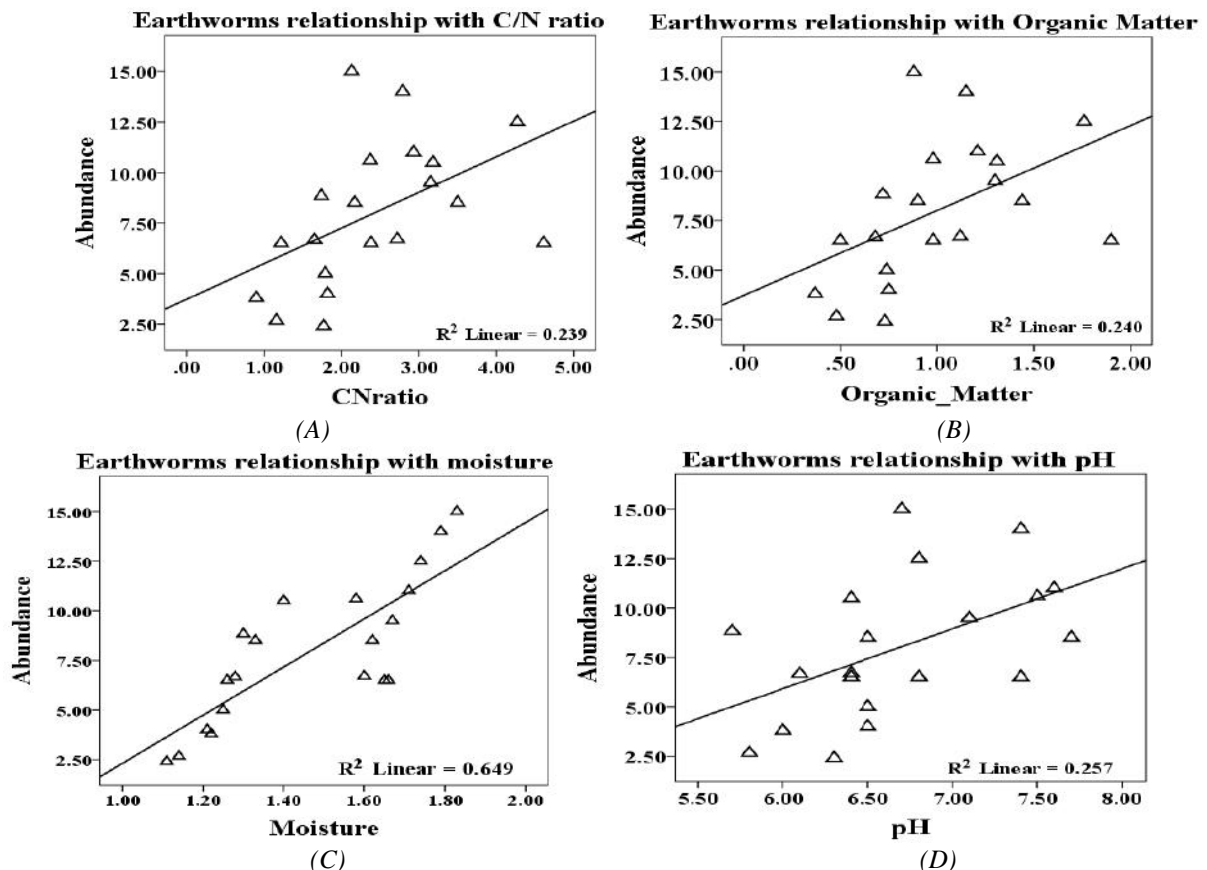 Earthworms relationship with C/N ratio
15.00
12.50
10.00
7.50
5.00
2.50
Abundance
R² Linear = 0.239
.00 1.00 2.00 3.00 4.00 5.00
CNratio
(A)
Earthworms relationship with Organic Matter
15.00
12.50
10.00
7.50
5.00
2.50
Abundance
R² Linear = 0.240
.00 .50 1.00 1.50 2.00
Organic_Matter
(B)
Earthworms relationship with moisture
15.00
12.50
10.00
7.50
5.00
2.50
Abundance
R² Linear = 0.649
1.00 1.20 1.40 1.60 1.80 2.00
Moisture
(C)
Earthworms relationship with pH
15.00
12.50
10.00
7.50
5.00
2.50
Abundance
R² Linear = 0.257
5.50 6.00 6.50 7.00 7.50 8.00
pH
(D)